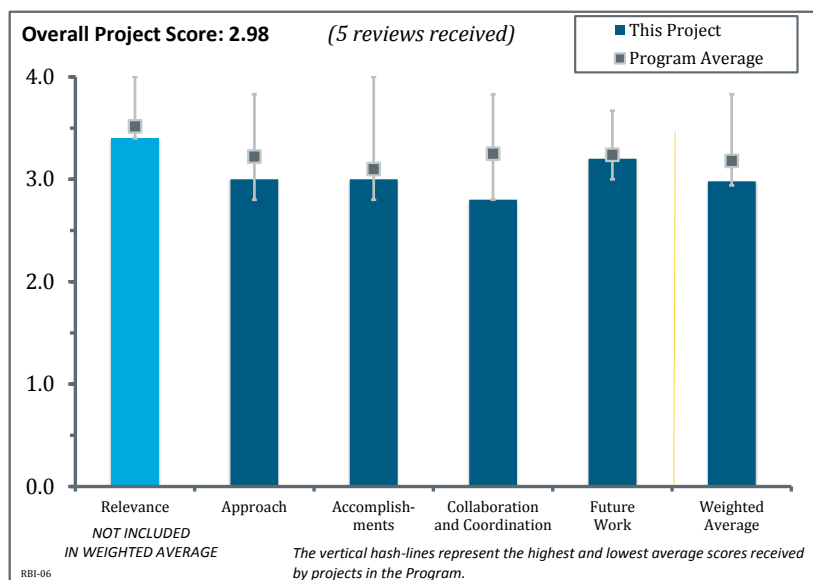 Overall Project Score: 2.98 (5 reviews received)
This Project
Program Average
4.0
3.0
2.0
1.0
0.0
Relevance
Approach
Accomplish-
ments
Collaboration
and Coordination
Future
Work
Weighted
Average
NOT INCLUDED
IN WEIGHTED AVERAGE
The vertical hash-lines represent the highest and lowest average scores received
by projects in the Program.
RBI-06